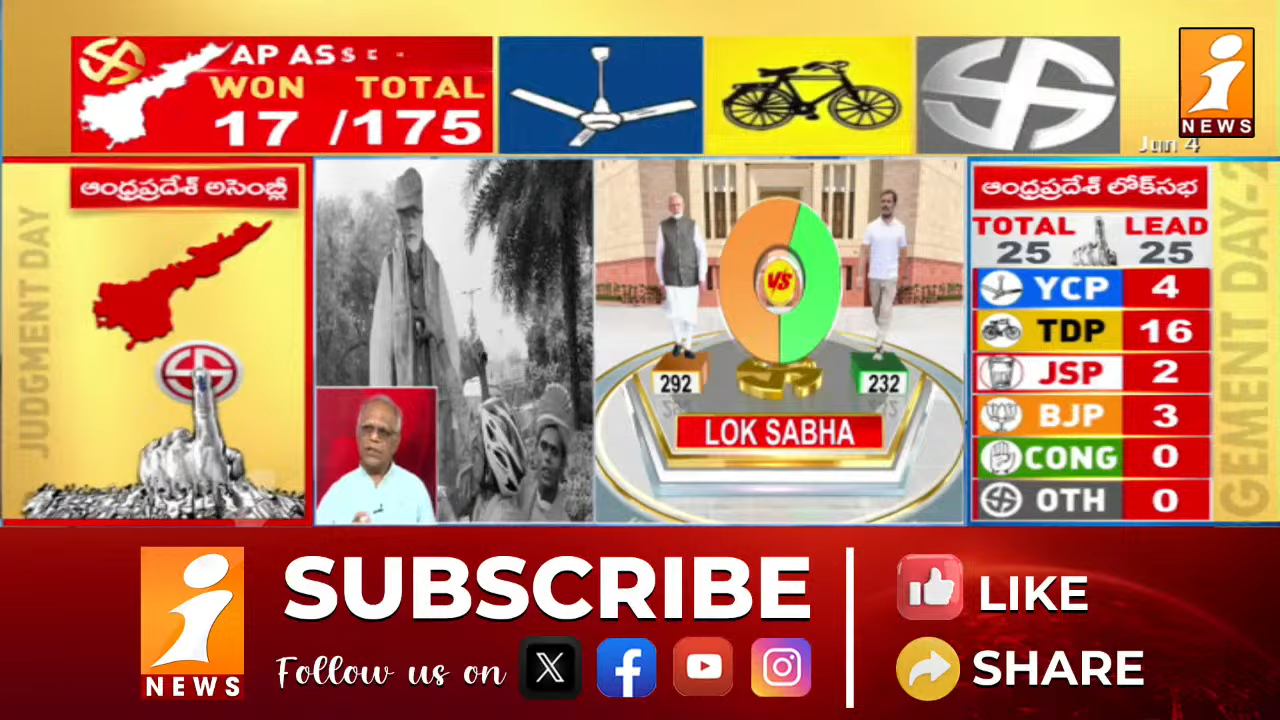 AP ASSE
WON TOTAL
17 /175
i
NEWS
Jun 4
ఆంధ్రప్రదేశ్ అసెంబ్లీ
JUDGMENT DAY
VS
292
232
LOK SABHA
ఆంధ్రప్రదేశ్ లోక్‌సభ
TOTAL LEAD
25 25
YCP 4
TDP 16
JSP 2
BJP 3
CONG 0
OTH 0
GEMENT DAY-2
i
NEWS
SUBSCRIBE
Follow us on
LIKE
SHARE